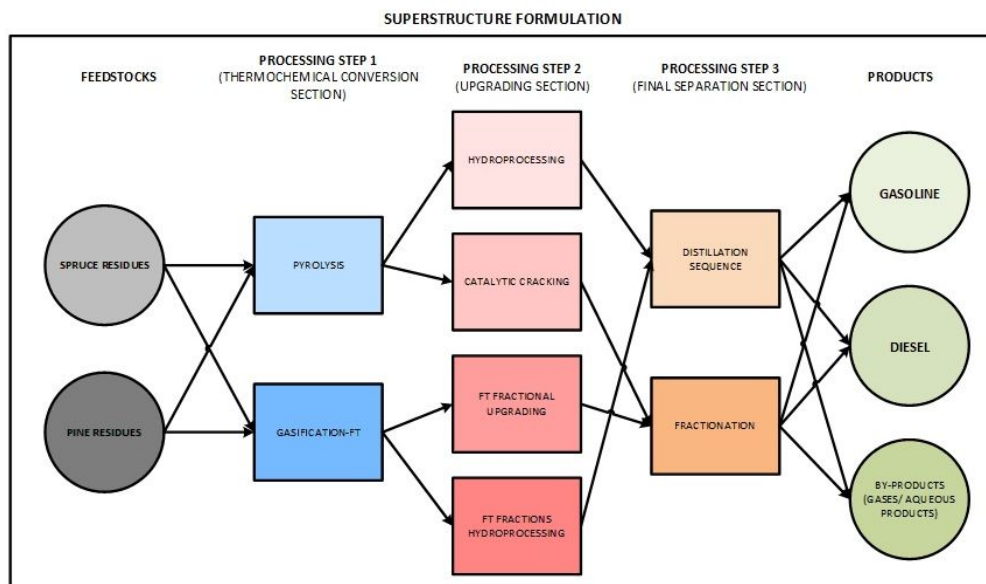 SUPERSTRUCTURE FORMULATION
FEEDSTOCKS
PROCESSING STEP 1
(THERMOCHEMICAL CONVERSION
SECTION)
PROCESSING STEP 2
(UPGRADING SECTION)
PROCESSING STEP 3
(FINAL SEPARATION SECTION)
PRODUCTS
SPRUCE RESIDUES
PINE RESIDUES
PYROLYSIS
GASIFICATION-FT
HYDROPROCESSING
CATALYTIC CRACKING
FT FRACTIONAL
UPGRADING
FT FRACTIONS
HYDROPROCESSING
DISTILLATION
SEQUENCE
FRACTIONATION
GASOLINE
DIESEL
BY-PRODUCTS
(GASES/ AQUEOUS
PRODUCTS)